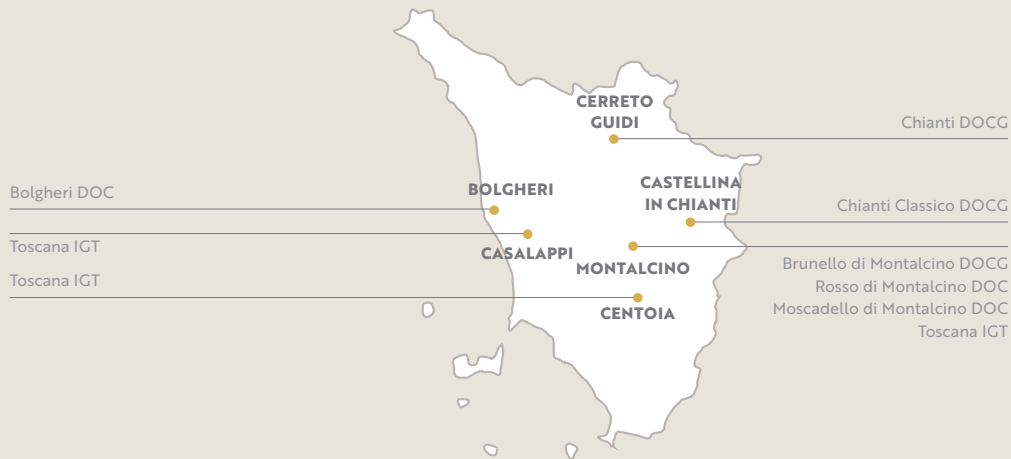 CERRETO
GUIDI
Chianti DOCG
Bolgheri DOC
BOLGHERI
CASTELLINA
IN CHIANTI
Chianti Classico DOCG
Toscana IGT
CASALAPPI
MONTALCINO
Brunello di Montalcino DOCG
Rosso di Montalcino DOC
Moscadello di Montalcino DOC
Toscana IGT
Toscana IGT
CENTOIA